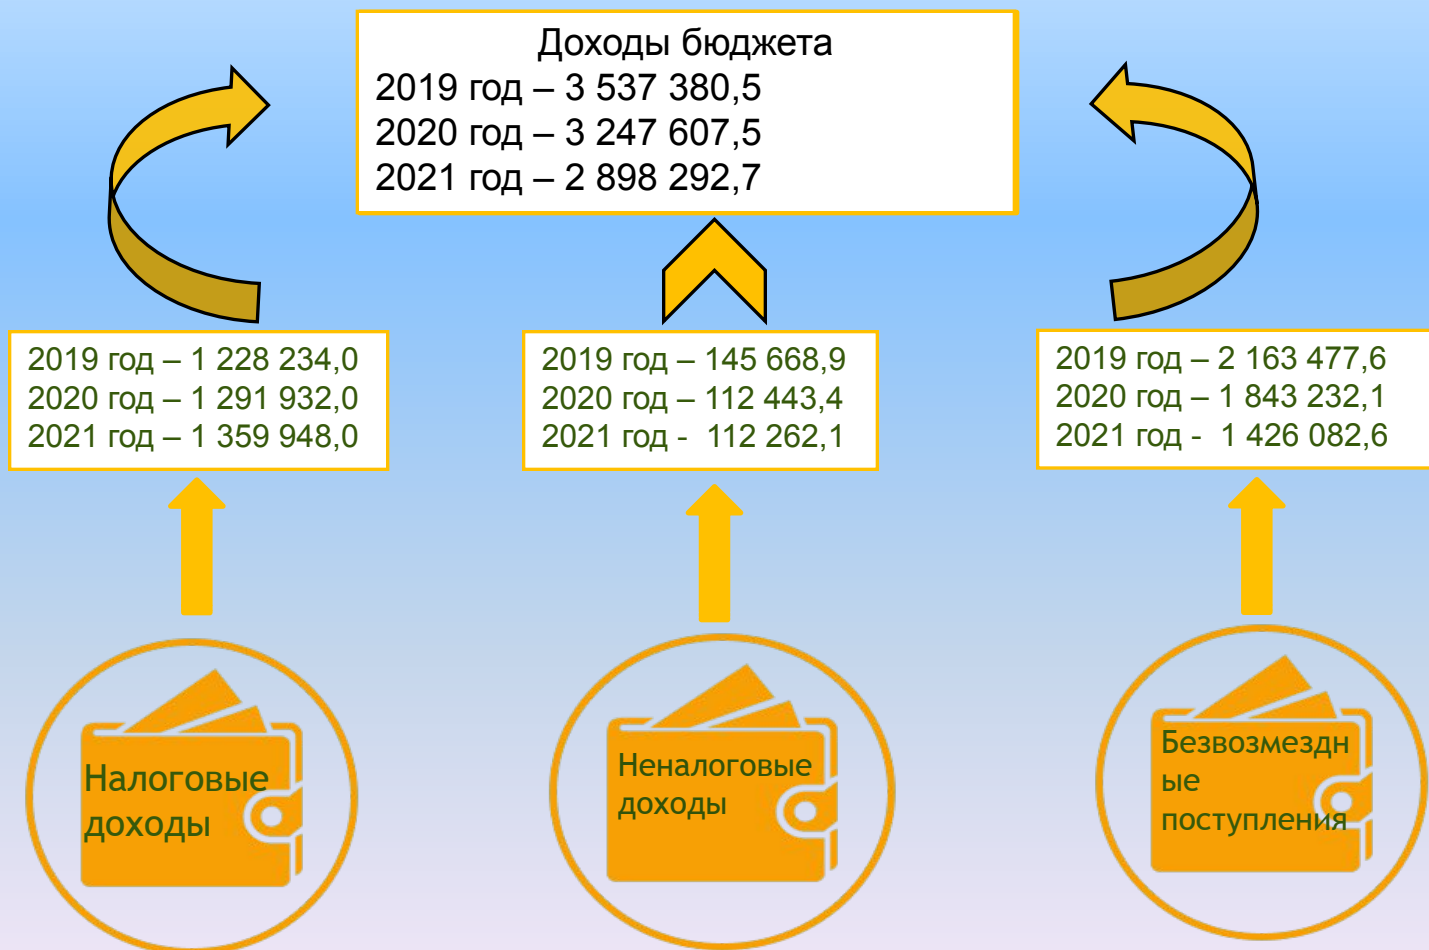 Доходы бюджета
2019 год – 3 537 380,5
2020 год – 3 247 607,5
2021 год – 2 898 292,7
2019 год – 1 228 234,0
2020 год – 1 291 932,0
2021 год – 1 359 948,0
2019 год – 145 668,9
2020 год – 112 443,4
2021 год - 112 262,1
2019 год – 2 163 477,6
2020 год – 1 843 232,1
2021 год - 1 426 082,6
Налоговые
доходы
Неналоговые
доходы
Безвозмездн
ые
поступления